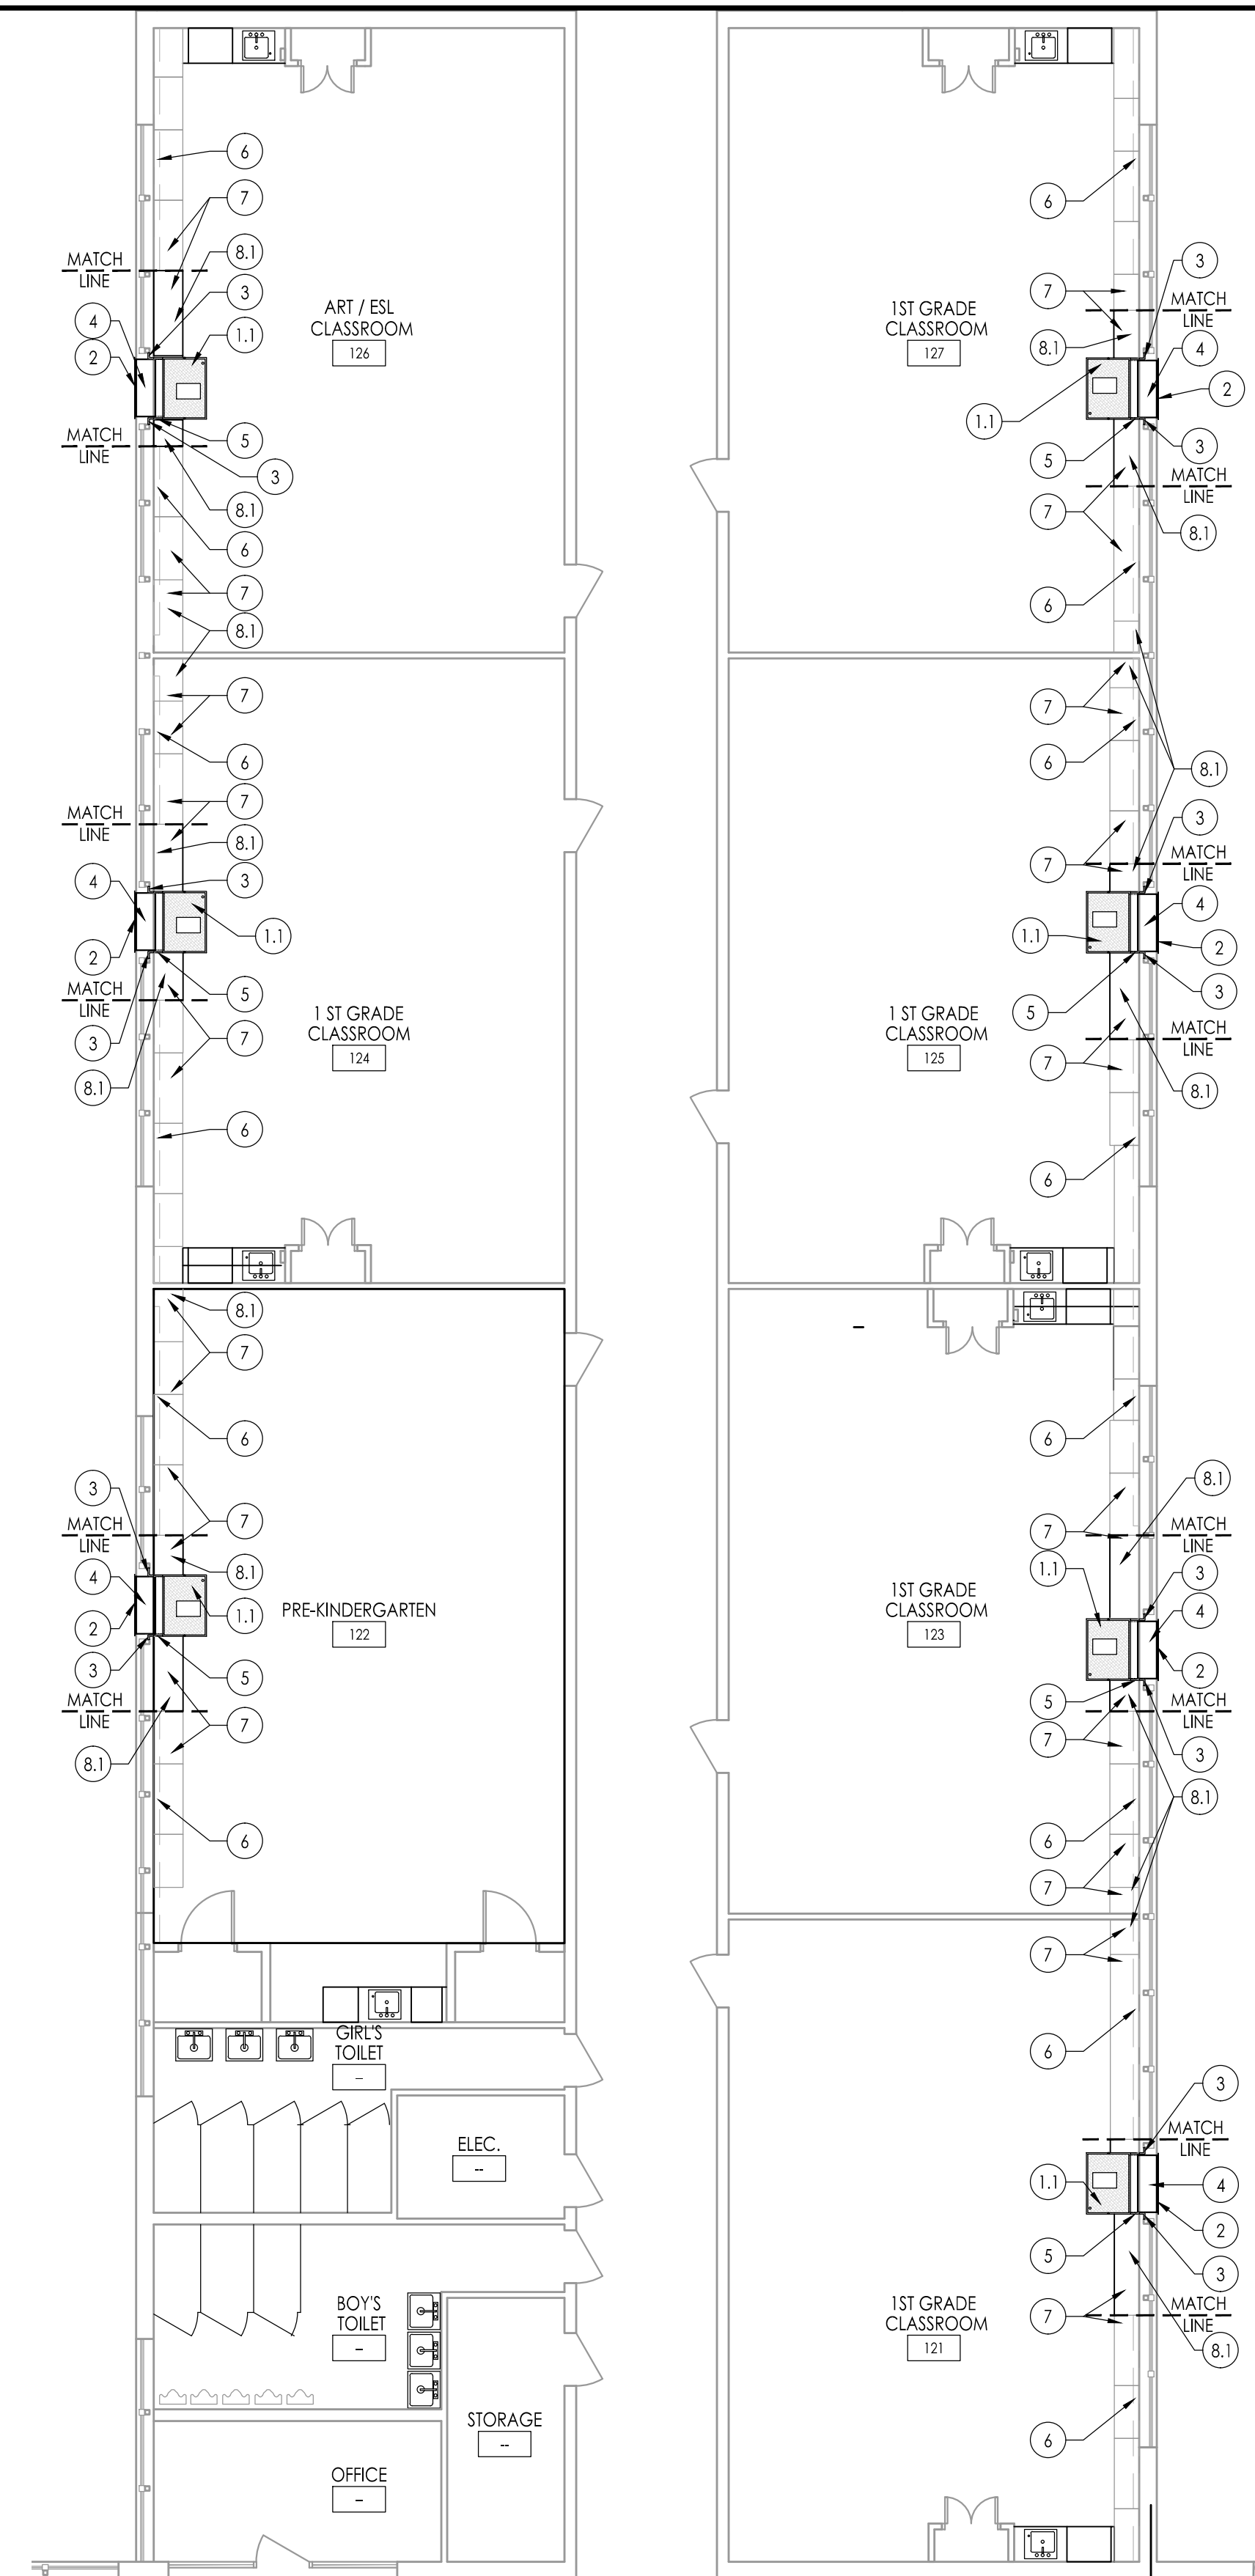 6
7
8.1
3
1.1
4
2
5
3
8.1
6
7
8.1
MATCH
LINE
MATCH
LINE
ART / ESL
CLASSROOM
126
6
7
8.1
3
4
2
1.1
5
3
7
8.1
6
MATCH
LINE
MATCH
LINE
1ST GRADE
CLASSROOM
127
7
6
7
8.1
3
4
2
1.1
5
7
3
8.1
6
MATCH
LINE
MATCH
LINE
1 ST GRADE
CLASSROOM
124
7
6
8.1
7
3
4
2
1.1
5
3
7
8.1
6
MATCH
LINE
MATCH
LINE
1 ST GRADE
CLASSROOM
125
8.1
7
6
3
7
8.1
4
2
1.1
3
5
7
8.1
6
MATCH
LINE
MATCH
LINE
PRE-KINDERGARTEN
122
6
8.1
7
1.1
3
4
2
5
7
3
8.1
6
7
MATCH
LINE
MATCH
LINE
1ST GRADE
CLASSROOM
123
7
6
3
1.1
4
2
5
3
7
8.1
6
MATCH
LINE
MATCH
LINE
1ST GRADE
CLASSROOM
121
GIRL'S
TOILET
–
ELEC.
--
BOY'S
TOILET
–
STORAGE
--
OFFICE
–